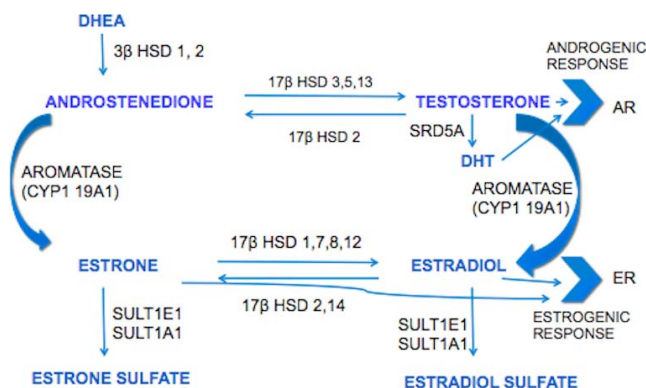 DHEA
3β HSD 1, 2
ANDROGENIC
RESPONSE
ANDROSTENEDIONE
17β HSD 3,5,13
TESTOSTERONE
AR
17β HSD 2
SRD5A
DHT
AROMATASE
(CYP1 19A1)
AROMATASE
(CYP1 19A1)
ESTRONE
17β HSD 1,7,8,12
ESTRADIOL
ER
17β HSD 2,14
ESTROGENIC
RESPONSE
SULT1E1
SULT1A1
SULT1E1
SULT1A1
ESTRONE SULFATE
ESTRADIOL SULFATE